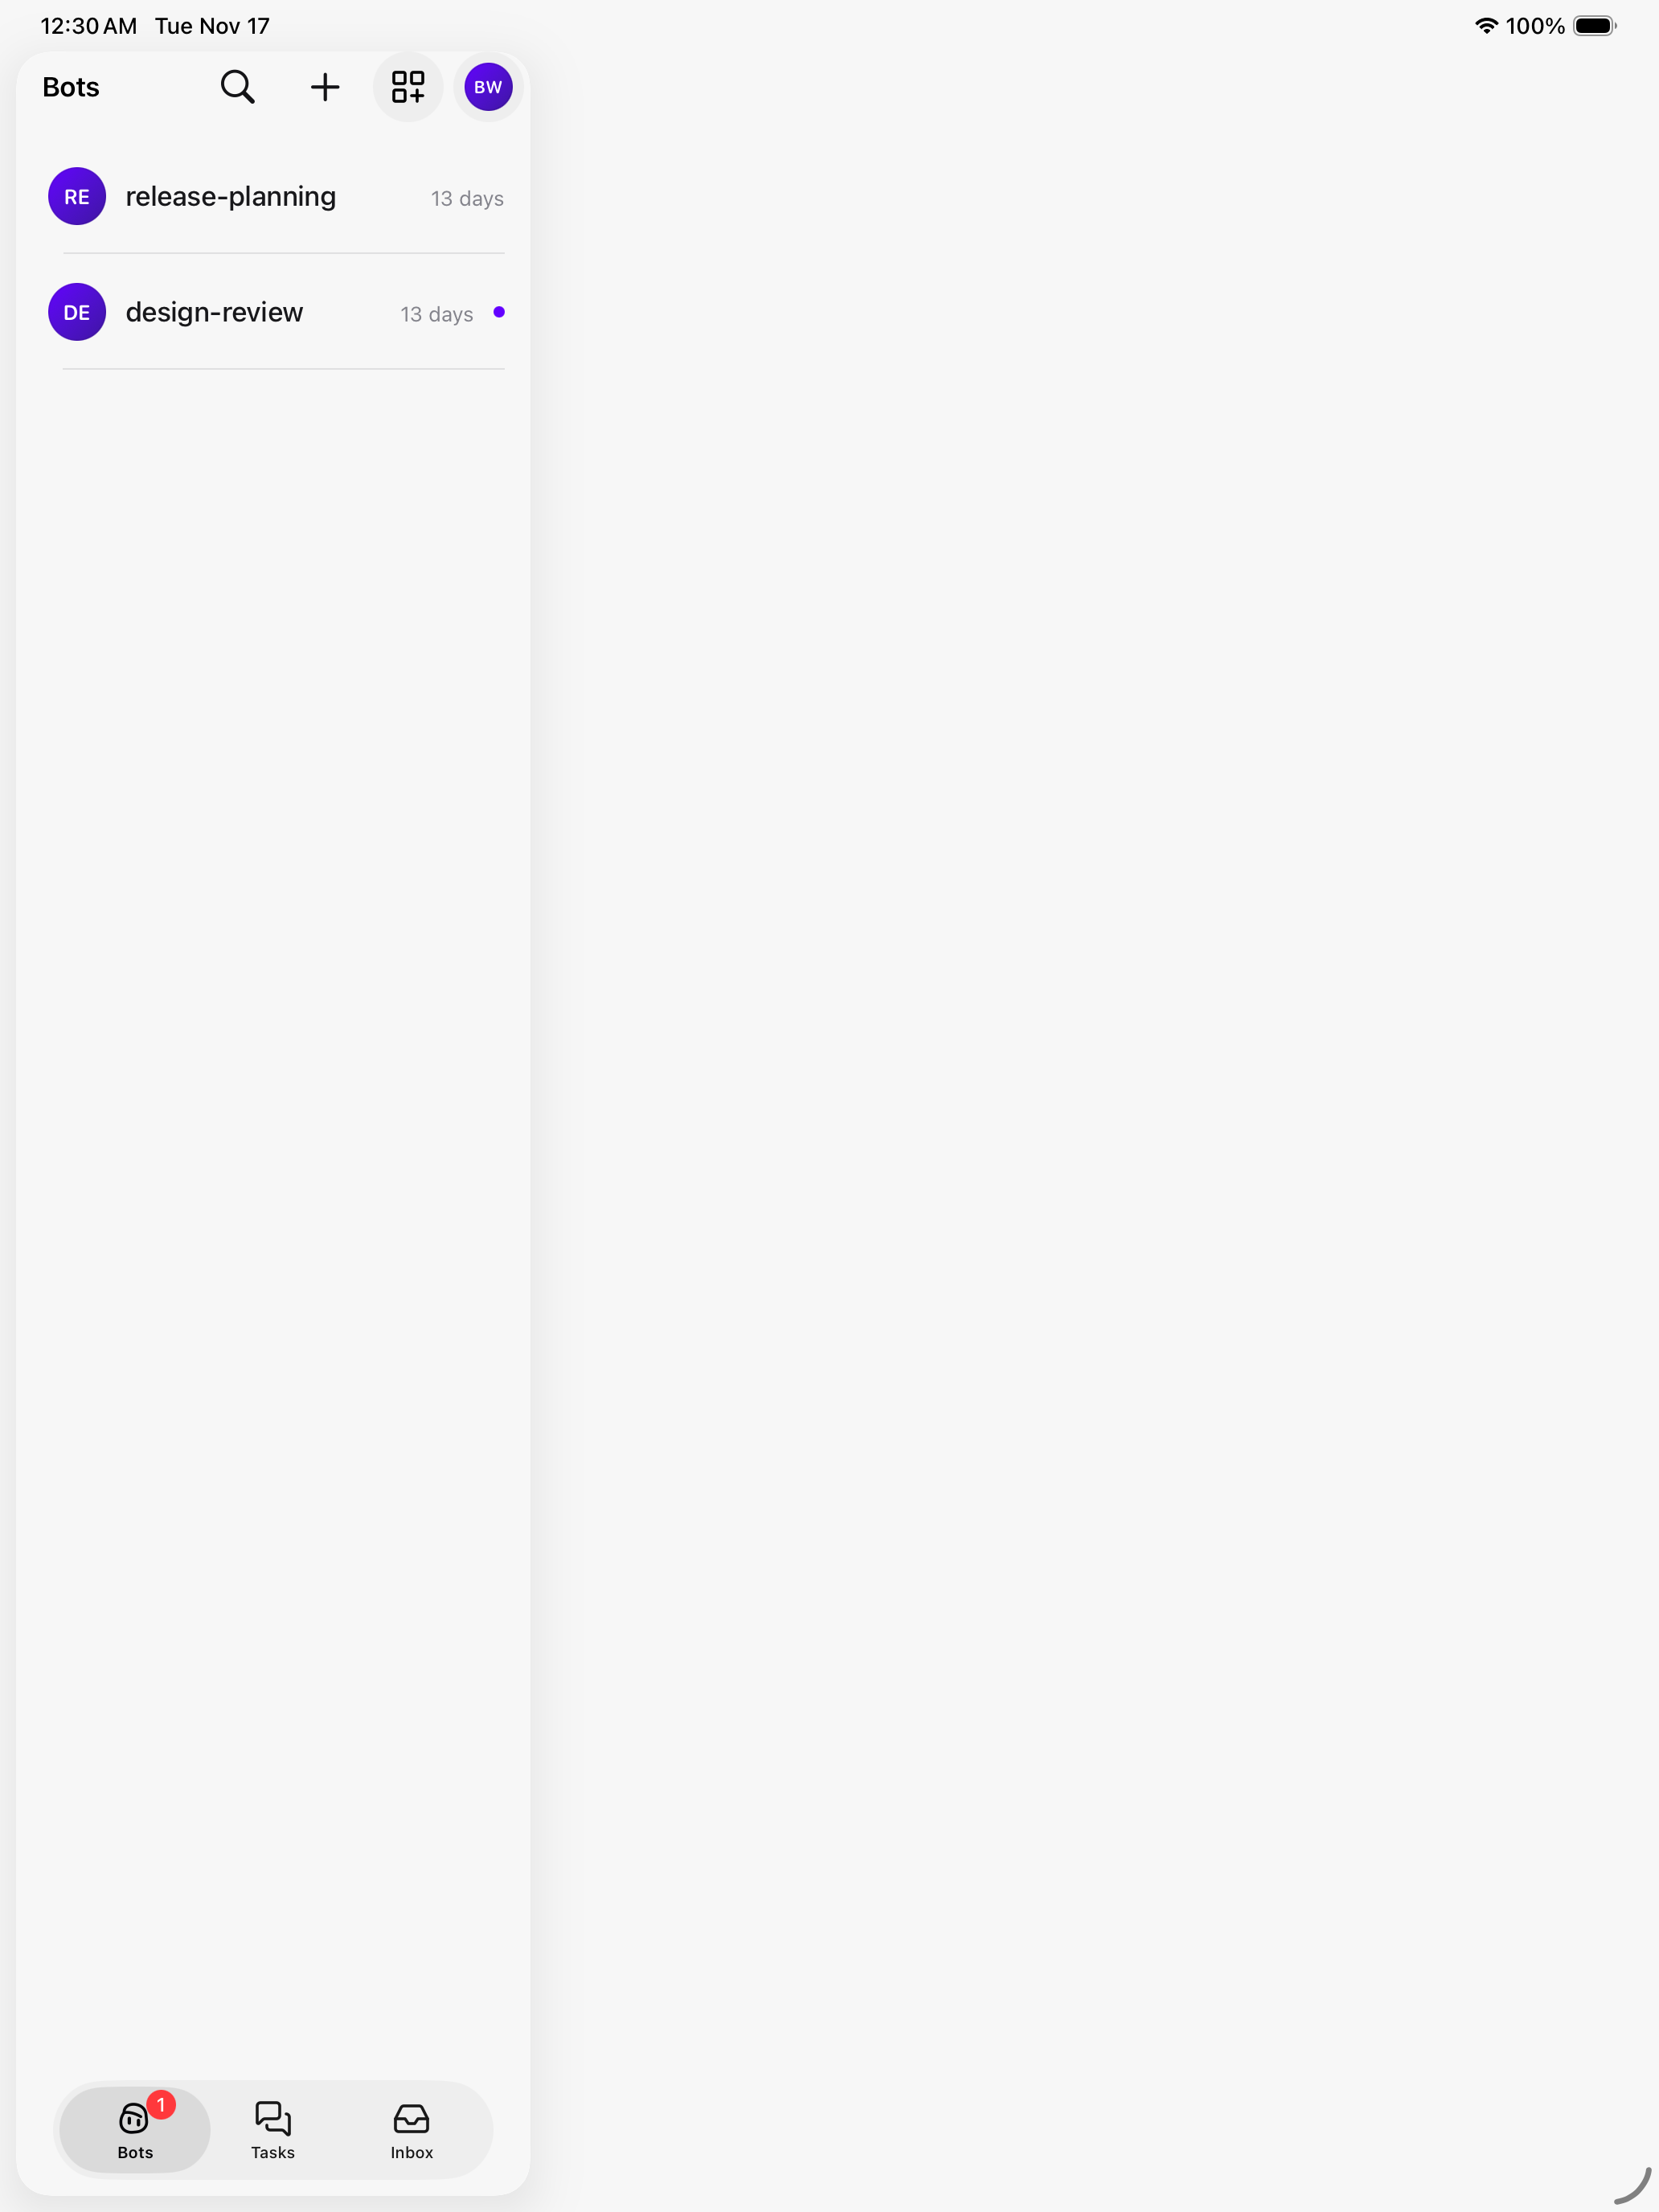 12:30 AM Tue Nov 17 100%
Bots BW
RE release-planning 13 days
DE design-review 13 days
1
Bots Tasks Inbox